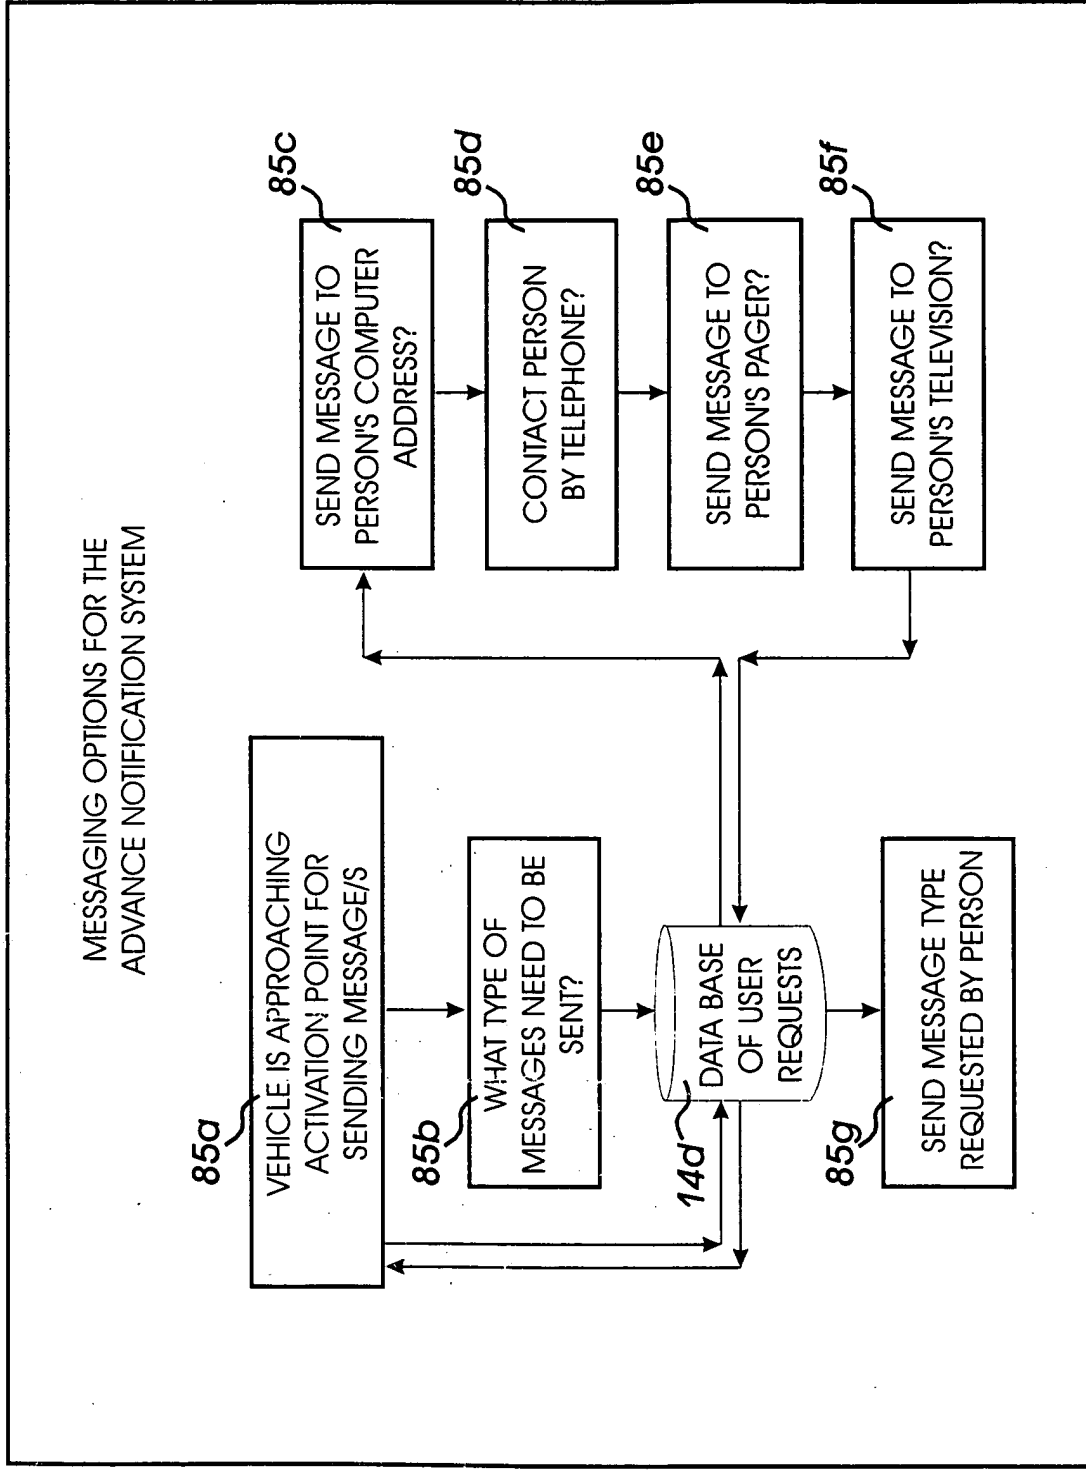 MESSAGING OPTIONS FOR THE
ADVANCE NOTIFICATION SYSTEM
85a
VEHICLE IS APPROACHING
ACTIVATION POINT FOR
SENDING MESSAGE/S
85b
WHAT TYPE OF
MESSAGES NEED TO BE
SENT?
14d
DATA BASE
OF USER
REQUESTS
85g
SEND MESSAGE TYPE
REQUESTED BY PERSON
85c
SEND MESSAGE TO
PERSON'S COMPUTER
ADDRESS?
85d
CONTACT PERSON
BY TELEPHONE?
85e
SEND MESSAGE TO
PERSON'S PAGER?
85f
SEND MESSAGE TO
PERSON'S TELEVISION?